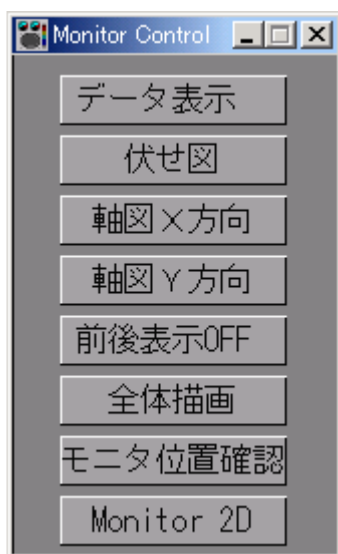 Monitor Control
データ表示
伏せ図
軸図X方向
軸図Y方向
前後表示OFF
全体描画
モニタ位置確認
Monitor 2D